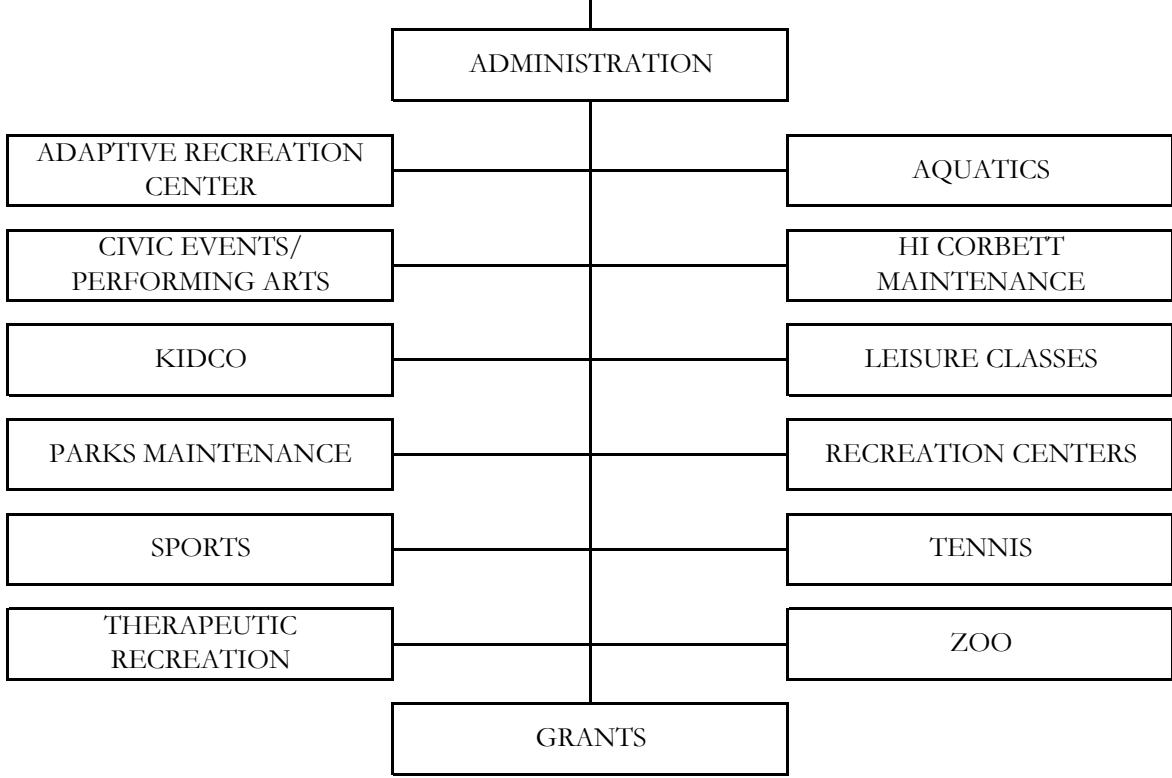 ADMINISTRATION
ADAPTIVE RECREATION
CENTER
AQUATICS
CIVIC EVENTS/
PERFORMING ARTS
HI CORBETT
MAINTENANCE
KIDCO
LEISURE CLASSES
PARKS MAINTENANCE
RECREATION CENTERS
SPORTS
TENNIS
THERAPEUTIC
RECREATION
ZOO
GRANTS